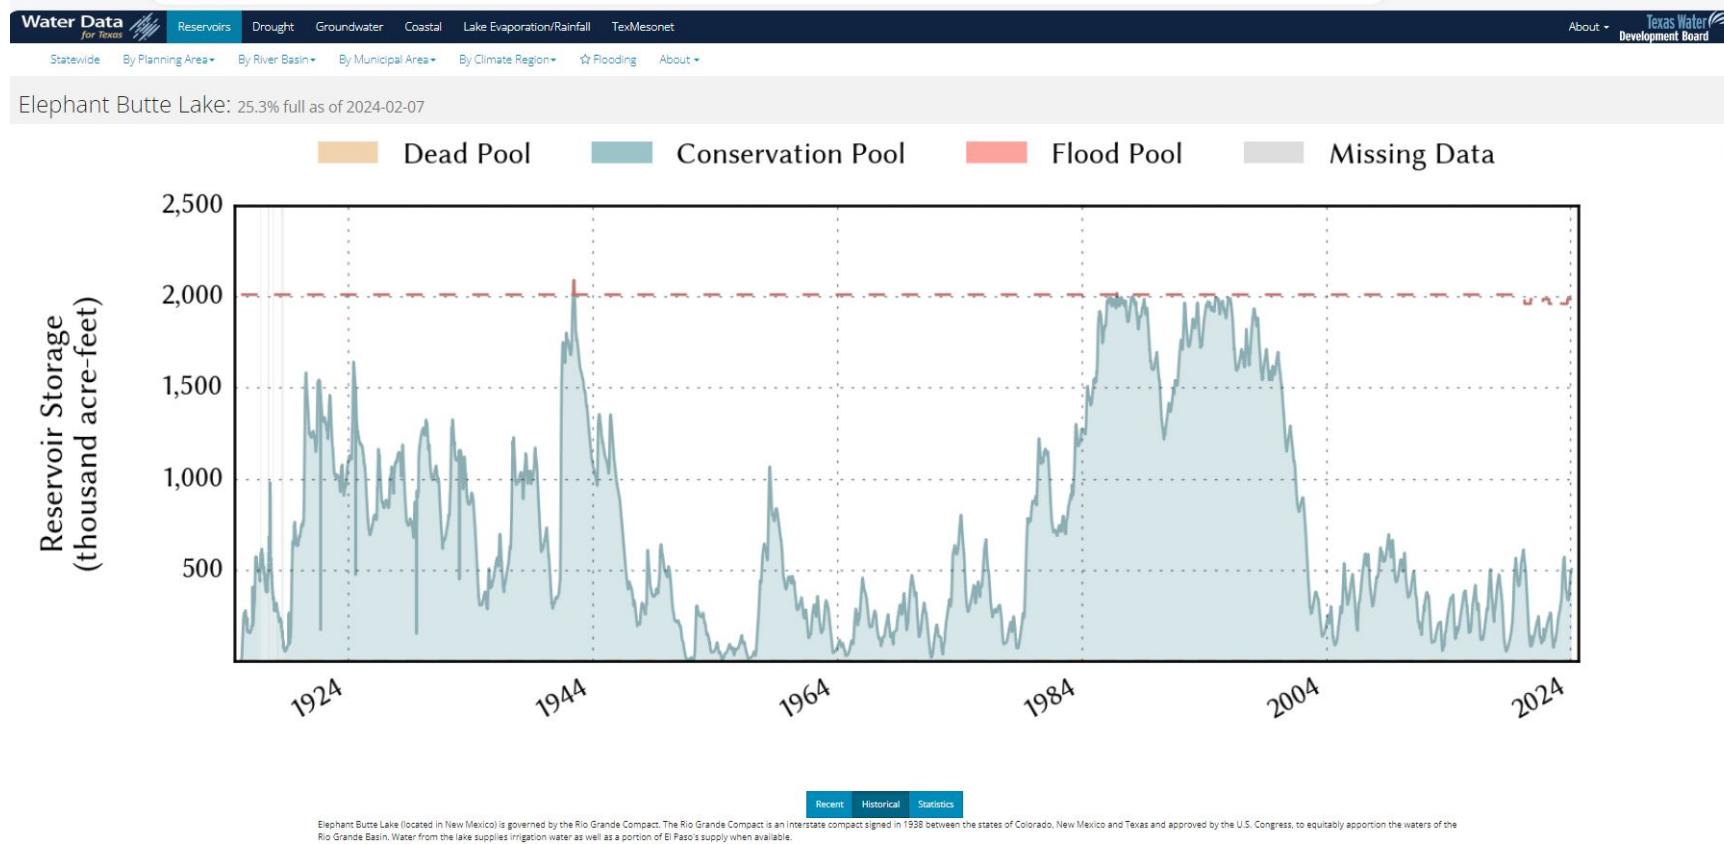 Water Data
for Texas
Reservoirs
Drought
Groundwater
Coastal
Lake Evaporation/Rainfall
TexMesonet
About
Texas Water
Development Board
Statewide
By Planning Area
By River Basin
By Municipal Area
By Climate Region
Flooding
About
Elephant Butte Lake: 25.3% full as of 2024-02-07
Dead Pool
Conservation Pool
Flood Pool
Missing Data
Reservoir Storage
(thousand acre-feet)
2,500
2,000
1,500
1,000
500
1924
1944
1964
1984
2004
2024
Recent
Historical
Statistics
Elephant Butte Lake (located in New Mexico) is governed by the Rio Grande Compact. The Rio Grande Compact is an interstate compact signed in 1938 between the states of Colorado, New Mexico and Texas and approved by the U.S. Congress, to equitably apportion the waters of the
Rio Grande Basin. Water from the lake supplies irrigation water as well as a portion of El Paso's supply when available.